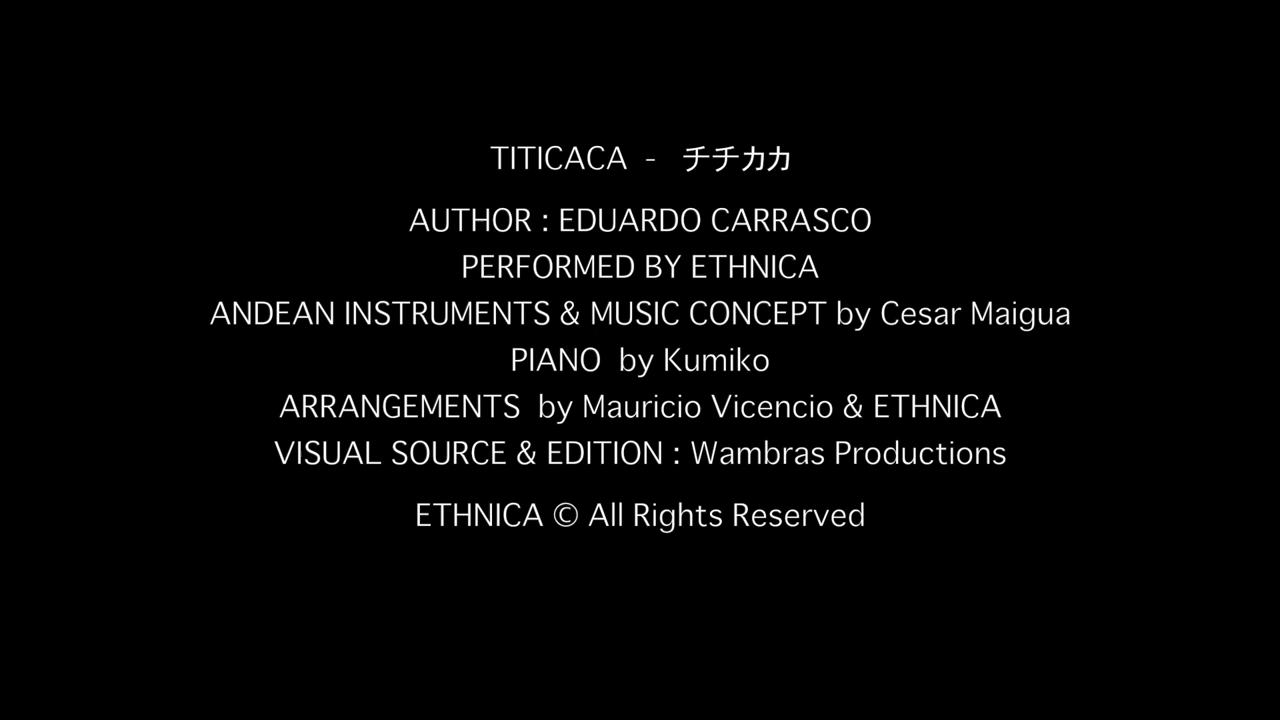 TITICACA - チチカカ
AUTHOR : EDUARDO CARRASCO
PERFORMED BY ETHNICA
ANDEAN INSTRUMENTS & MUSIC CONCEPT by Cesar Maigua
PIANO by Kumiko
ARRANGEMENTS by Mauricio Vicencio & ETHNICA
VISUAL SOURCE & EDITION : Wambras Productions
ETHNICA © All Rights Reserved